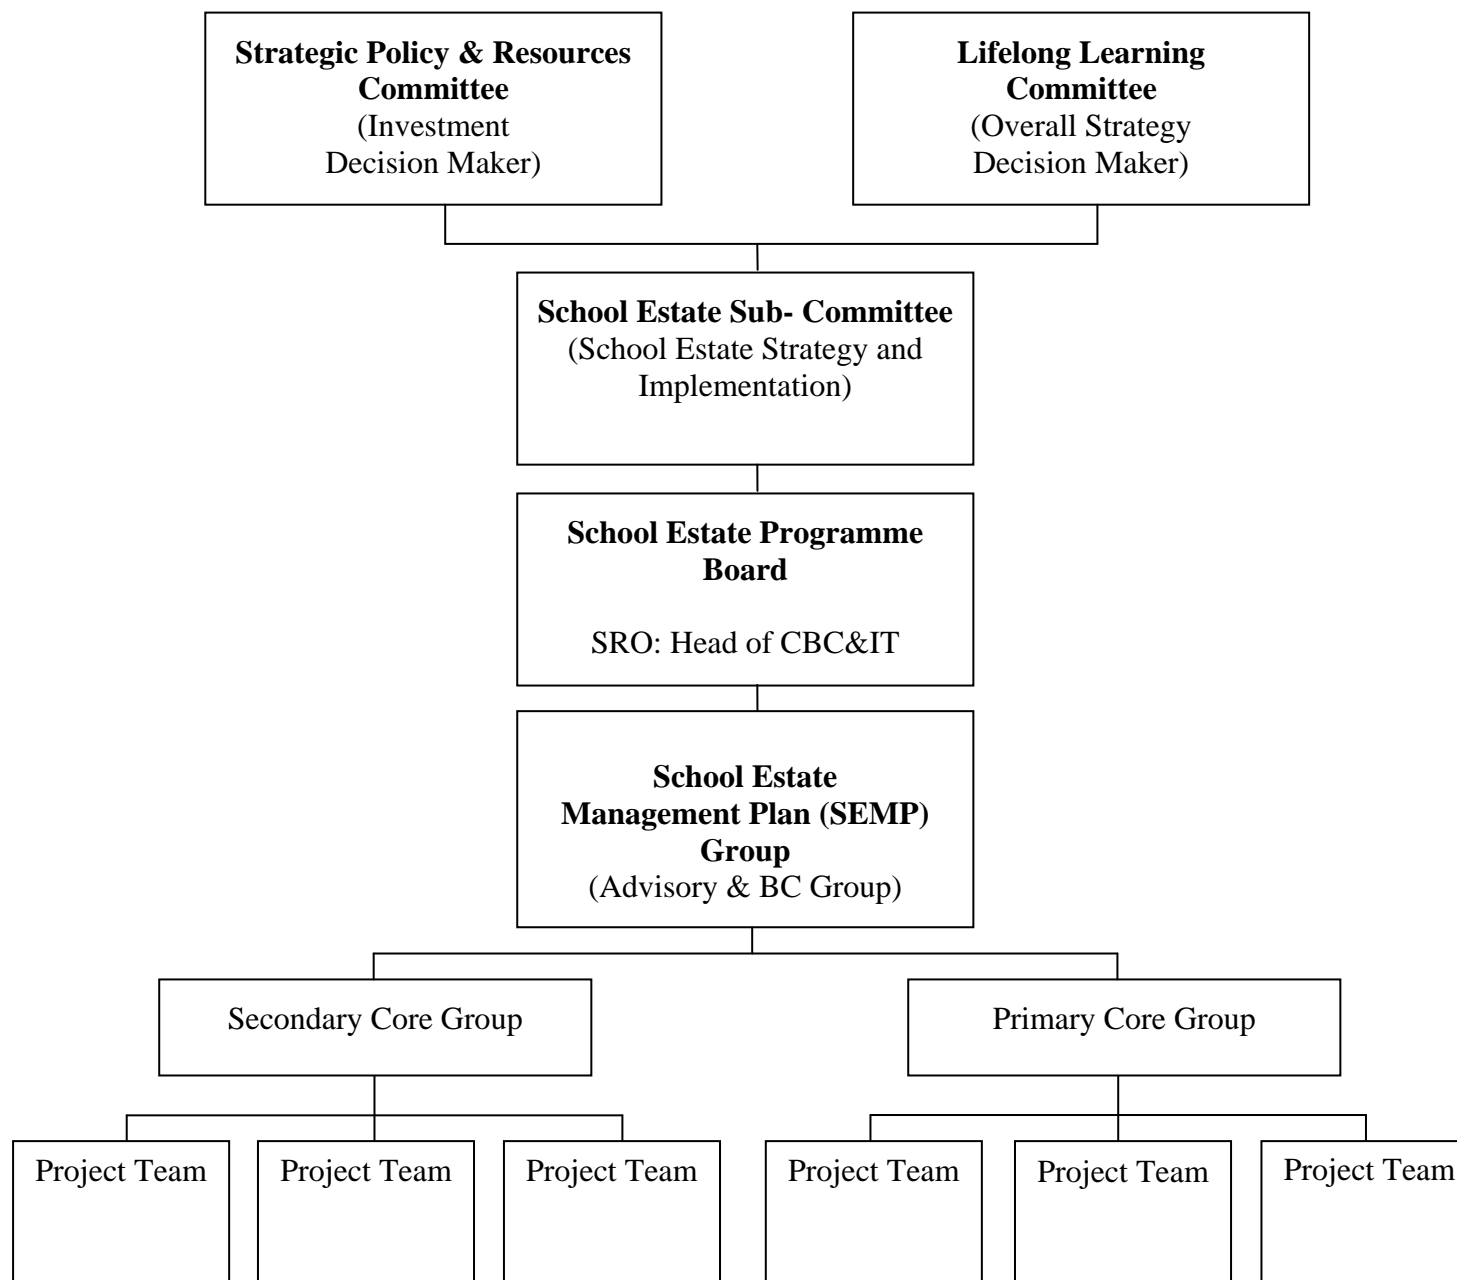 Strategic Policy & Resources
Committee
(Investment
Decision Maker)
Lifelong Learning
Committee
(Overall Strategy
Decision Maker)
School Estate Sub- Committee
(School Estate Strategy and
Implementation)
School Estate Programme
Board
SRO: Head of CBC&IT
School Estate
Management Plan (SEMP)
Group
(Advisory & BC Group)
Secondary Core Group
Primary Core Group
Project Team
Project Team
Project Team
Project Team
Project Team
Project Team